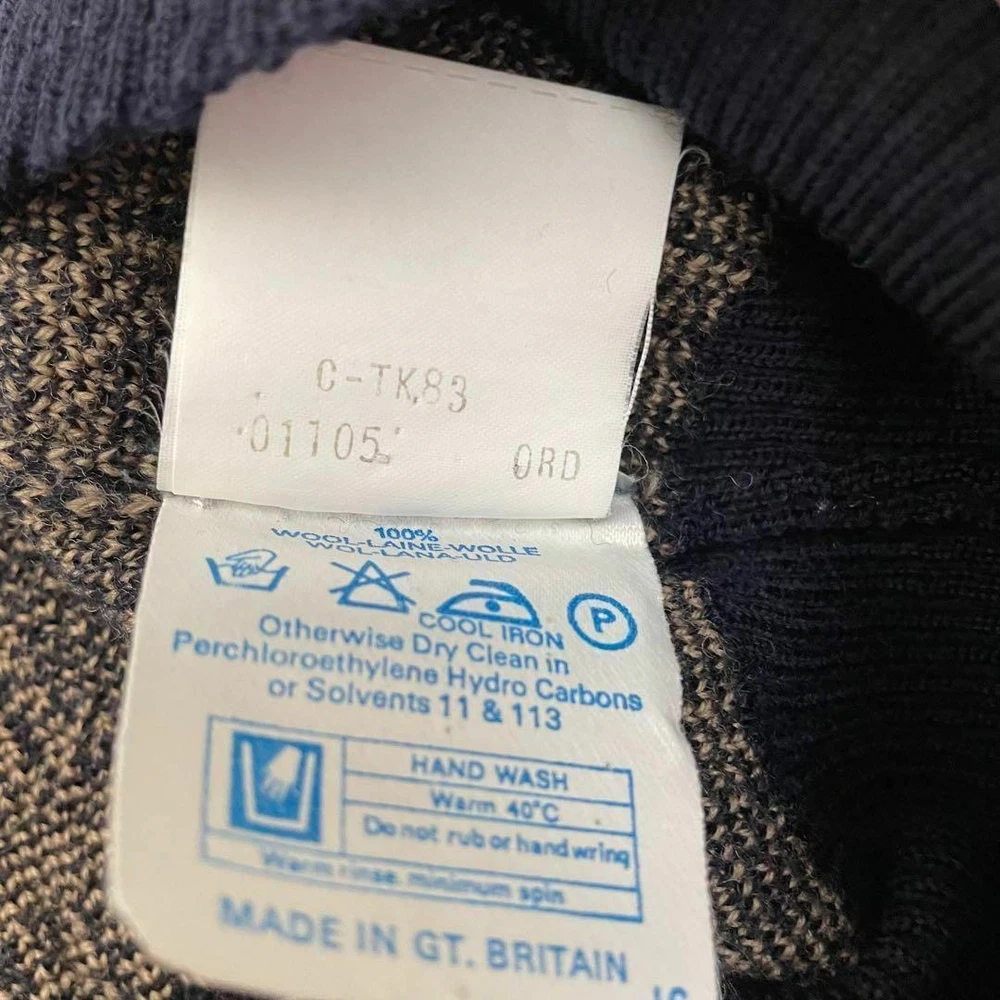 C-TK83
01105 ORD
100%
WOOL-LAINE-WOLLE
WOL-LANA-ULD
COOL IRON
P
Otherwise Dry Clean in
Perchloroethylene Hydro Carbons
or Solvents 11 & 113
HAND WASH
Warm 40°C
Do not rub or hand wring
Warm rinse. minimum spin
MADE IN GT. BRITAIN